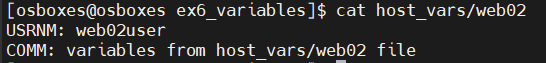 [osboxes@osboxes ex6_variables]$ cat host_vars/web02
USRNM: web02user
COMM: variables from host_vars/web02 file